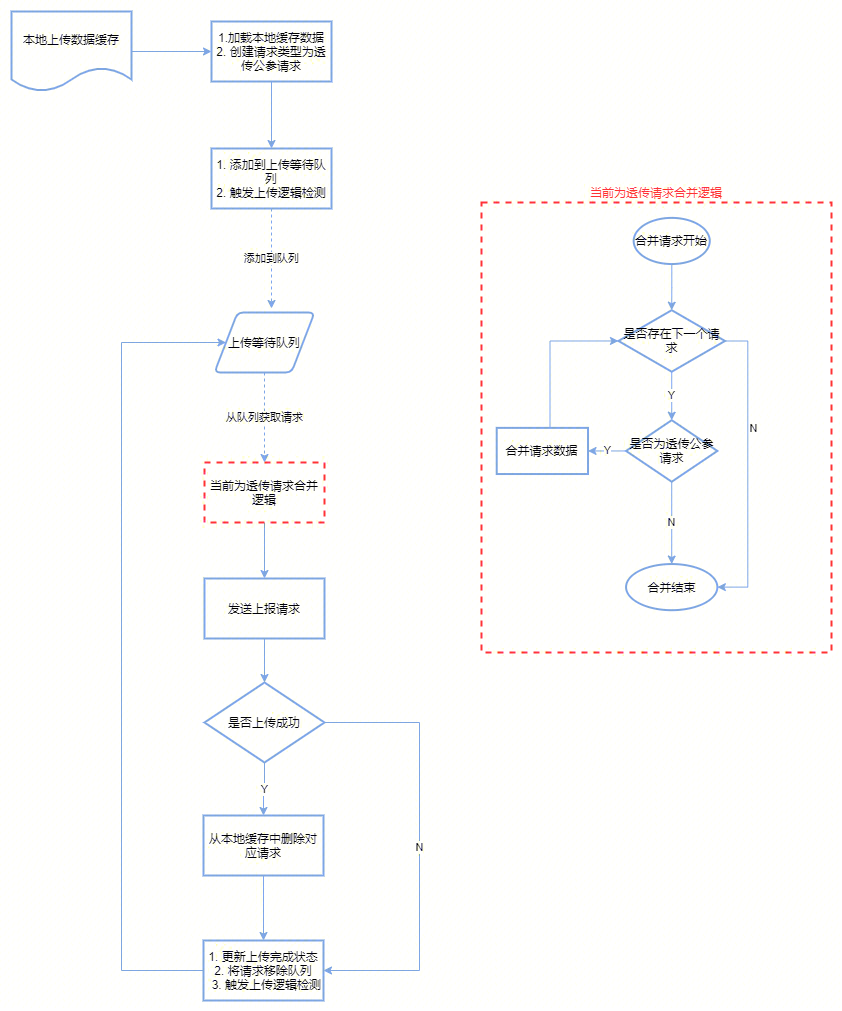 本地上传数据缓存
1.加载本地缓存数据
2. 创建请求类型为透
传公参请求
1. 添加到上传等待队
列
2. 触发上传逻辑检测
添加到队列
上传等待队列
从队列获取请求
当前为透传请求合并
逻辑
发送上报请求
是否上传成功
Y
N
从本地缓存中删除对
应请求
1. 更新上传完成状态
2. 将请求移除队列
3. 触发上传逻辑检测
当前为透传请求合并逻辑
合并请求开始
是否存在下一个请
求
Y
N
是否为透传公参
请求
Y
合并请求数据
N
合并结束